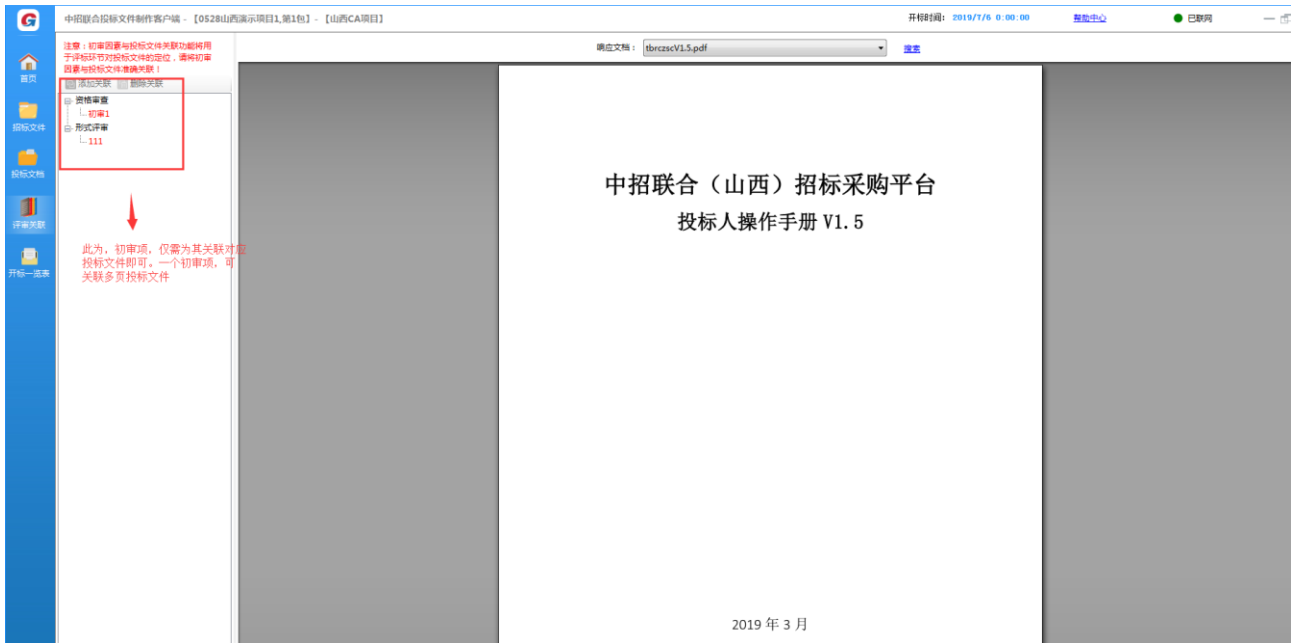 G
中招联合投标文件制作客户端 - 【0528山西演示项目1,第1包】 - 【山西CA项目】
开标时间: 2019/7/6 0:00:00
帮助中心
已联网
首页
招标文件
投标文档
评审关联
开标一览表
注意：初审因素与投标文件关联功能将用
于评标环节对投标文件的定位，请将初审
因素与投标文件准确关联！
添加关联 删除关联
资格审查
初审1
形式评审
111
此为，初审项，仅需为其关联对应
投标文件即可。一个初审项，可
关联多页投标文件
响应文档： tbrczscV1.5.pdf
搜索
中招联合（山西）招标采购平台
投标人操作手册 V1.5
2019 年 3 月